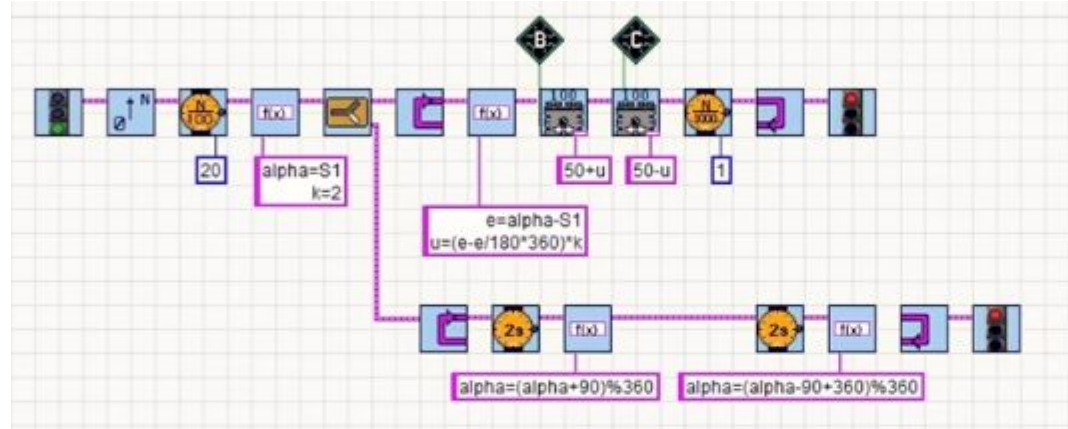 B
C
N
Ø
N
100
f(x)
f(x)
100
100
N
1000
20
alpha=S1
k=2
50+u
50-u
1
e=alpha-S1
u=(e-e/180*360)*k
2s
f(x)
2s
f(x)
alpha=(alpha+90)%360
alpha=(alpha-90+360)%360